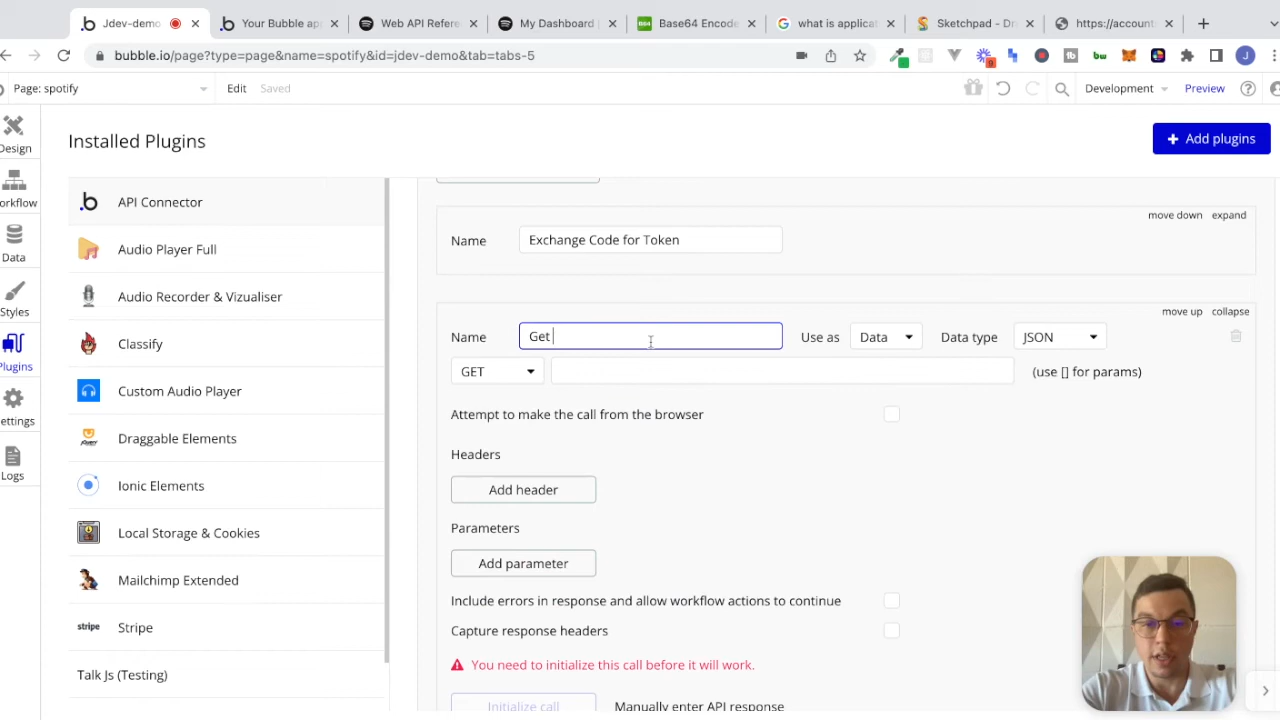 Jdev-demo
Your Bubble ap
Web API Refere
My Dashboard
Base64 Encode
what is applicat
Sketchpad - Dr
https://account
bubble.io/page?type=page&name=spotify&id=jdev-demo&tab=tabs-5
9
J
Page: spotify
Edit
Saved
Development
Preview
Design
orkflow
Data
Styles
Plugins
ettings
Logs
Installed Plugins
Add plugins
API Connector
Audio Player Full
Audio Recorder & Vizualiser
Classify
Custom Audio Player
Draggable Elements
Ionic Elements
Local Storage & Cookies
Mailchimp Extended
stripe
Stripe
Talk Js (Testing)
move down expand
Name Exchange Code for Token
move up collapse
Name Get Use as Data Data type JSON
GET (use [] for params)
Attempt to make the call from the browser
Headers
Add header
Parameters
Add parameter
Include errors in response and allow workflow actions to continue
Capture response headers
You need to initialize this call before it will work.
Initialize call Manually enter API response